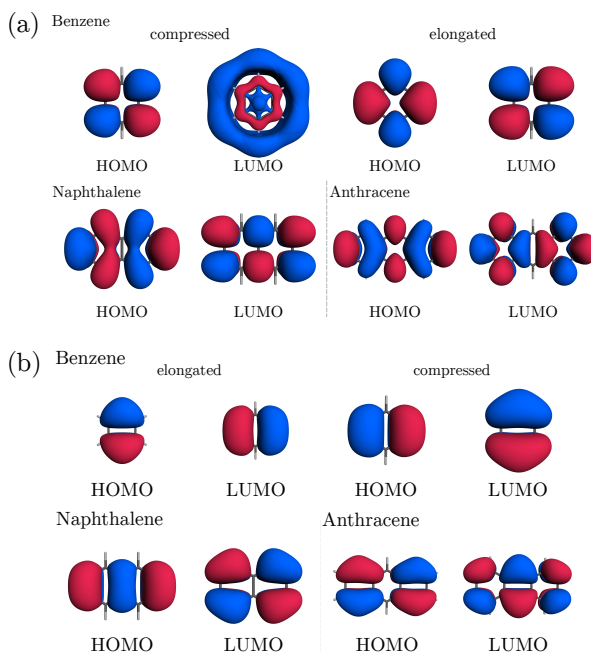 (a) Benzene
compressed elongated
HOMO LUMO HOMO LUMO
Naphthalene Anthracene
HOMO LUMO HOMO LUMO
(b) Benzene
elongated compressed
HOMO LUMO HOMO LUMO
Naphthalene Anthracene
HOMO LUMO HOMO LUMO